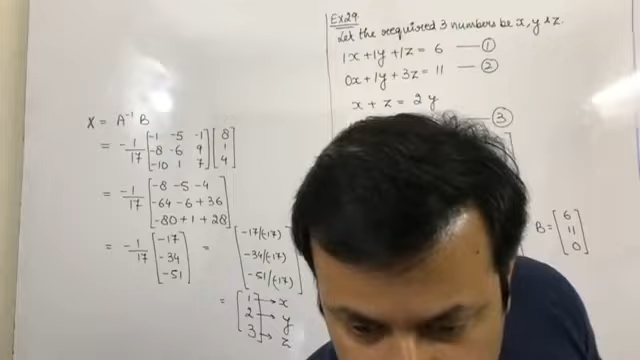 X = A⁻¹ B
= -1/17 [-1 -5 -1] [8]
[-8 -6 9] [1]
[-10 1 7] [4]
= -1/17 [-8 -5 -4]
[-64 -6 +36]
[-80 +1 +28]
= -1/17 [-17] = [-17/(-17)]
[-34] [-34/(-17)]
[-51] [-51/(-17)]
= [1] → x
[2] → y
[3] → z
Ex29.
Let the required 3 numbers be x, y & z.
1x + 1y + 1z = 6 — ①
0x + 1y + 3z = 11 — ②
x + z = 2y
— ③
B = [6]
[11]
[0]